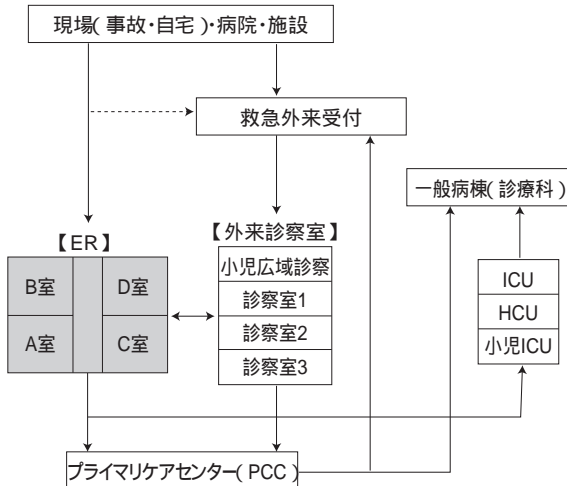 現場(事故・自宅)・病院・施設
救急外来受付
一般病棟(診療科)
【ER】
【外来診察室】
B室
D室
A室
C室
小児広域診察
診察室1
診察室2
診察室3
ICU
HCU
小児ICU
プライマリケアセンター(PCC)